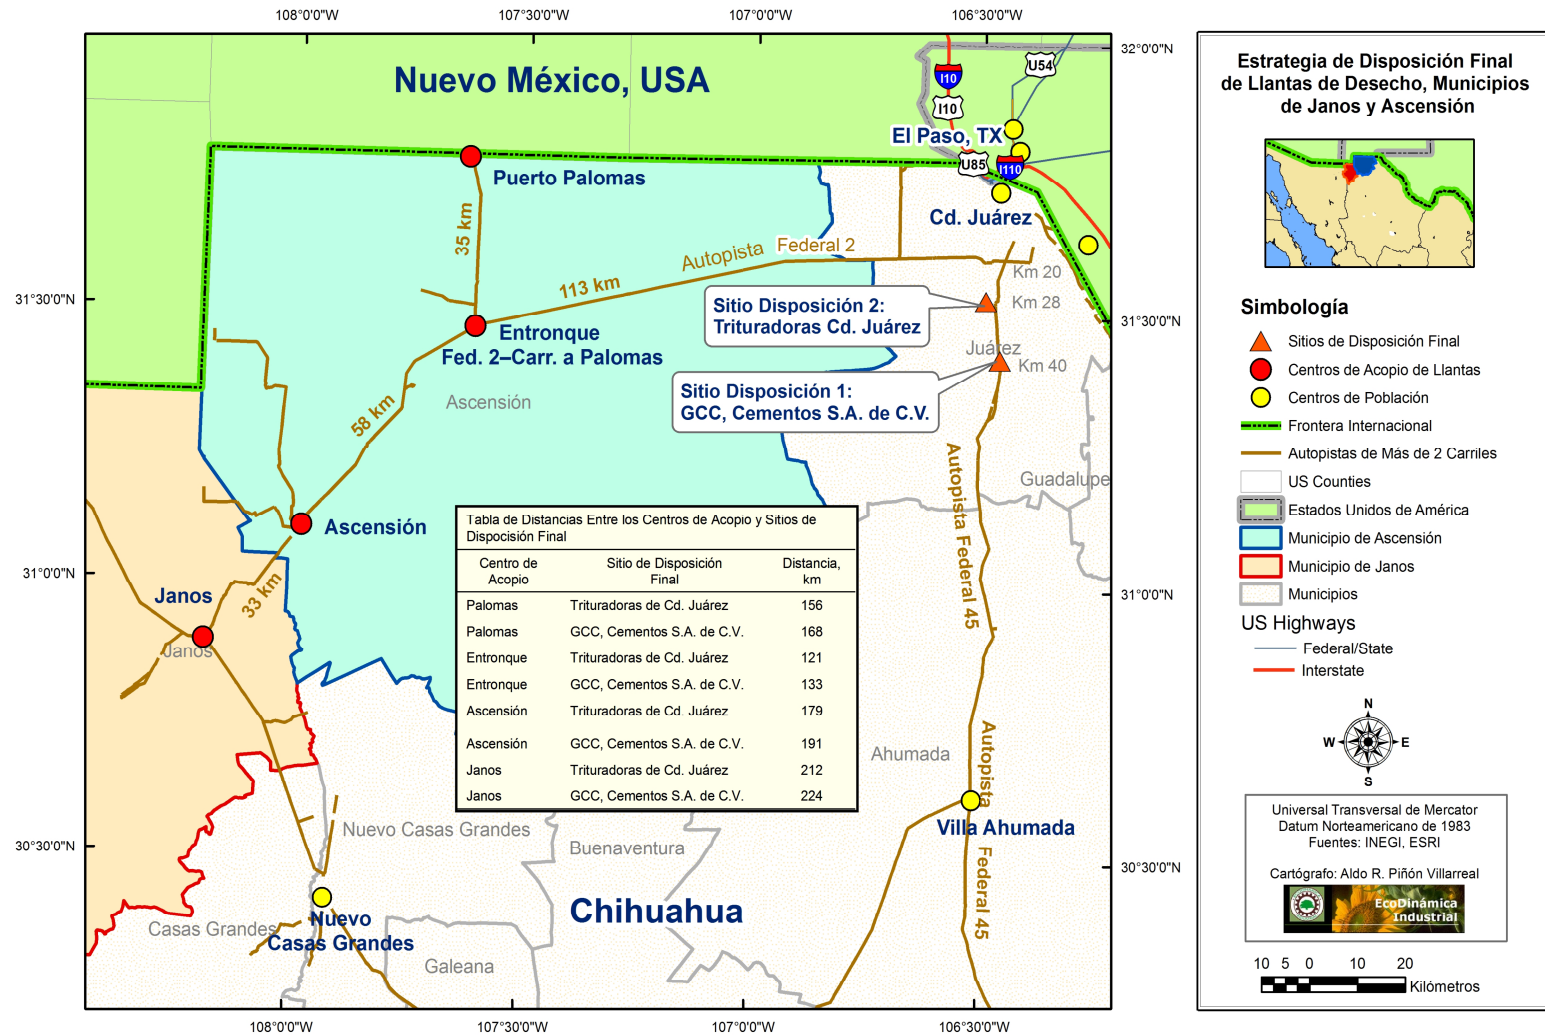 108°0'0"W
107°30'0"W
107°0'0"W
106°30'0"W
32°0'0"N
31°30'0"N
31°30'0"N
31°0'0"N
31°0'0"N
30°30'0"N
30°30'0"N
108°0'0"W
107°30'0"W
107°0'0"W
106°30'0"W
Nuevo México, USA
I10
U54
I10
El Paso, TX
U85
I110
Puerto Palomas
Cd. Juárez
35 km
Autopista
Federal 2
113 km
Km 20
Km 28
Sitio Disposición 2:
Trituradoras Cd. Juárez
Entronque
Fed. 2–Carr. a Palomas
Juárez
Km 40
Sitio Disposición 1:
GCC, Cementos S.A. de C.V.
Ascensión
58 km
Autopista Federal 45
Guadalupe
Ascensión
33 km
Janos
Janos
Tabla de Distancias Entre los Centros de Acopio y Sitios de
Dispocisión Final
Centro de Acopio	Sitio de Disposición Final	Distancia, km
Palomas	Trituradoras de Cd. Juárez	156
Palomas	GCC, Cementos S.A. de C.V.	168
Entronque	Trituradoras de Cd. Juárez	121
Entronque	GCC, Cementos S.A. de C.V.	133
Ascensión	Trituradoras de Cd. Juárez	179
Ascensión	GCC, Cementos S.A. de C.V.	191
Janos	Trituradoras de Cd. Juárez	212
Janos	GCC, Cementos S.A. de C.V.	224
Ahumada
Autopista
Federal 45
Villa Ahumada
Nuevo Casas Grandes
Buenaventura
Chihuahua
Casas Grandes
Nuevo
Casas Grandes
Galeana
Estrategia de Disposición Final
de Llantas de Desecho, Municipios
de Janos y Ascensión
Simbología
Sitios de Disposición Final
Centros de Acopio de Llantas
Centros de Población
Frontera Internacional
Autopistas de Más de 2 Carriles
US Counties
Estados Unidos de América
Municipio de Ascensión
Municipio de Janos
Municipios
US Highways
Federal/State
Interstate
N
W
E
S
Universal Transversal de Mercator
Datum Norteamericano de 1983
Fuentes: INEGI, ESRI
Cartógrafo: Aldo R. Piñón Villarreal
EcoDinámica
Industrial
10 5 0 10 20
Kilómetros